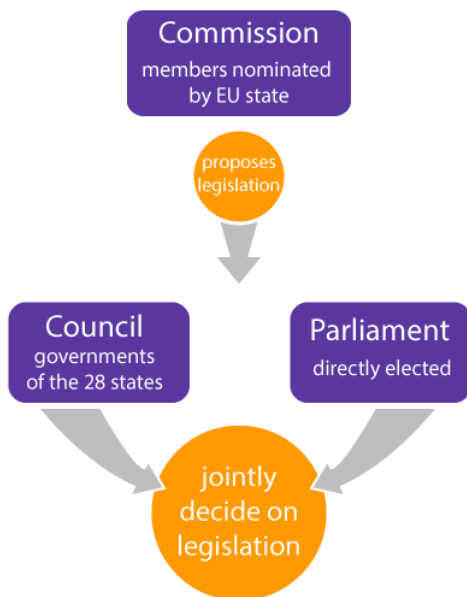 Commission
members nominated
by EU state
proposes
legislation
Council
governments
of the 28 states
Parliament
directly elected
jointly
decide on
legislation